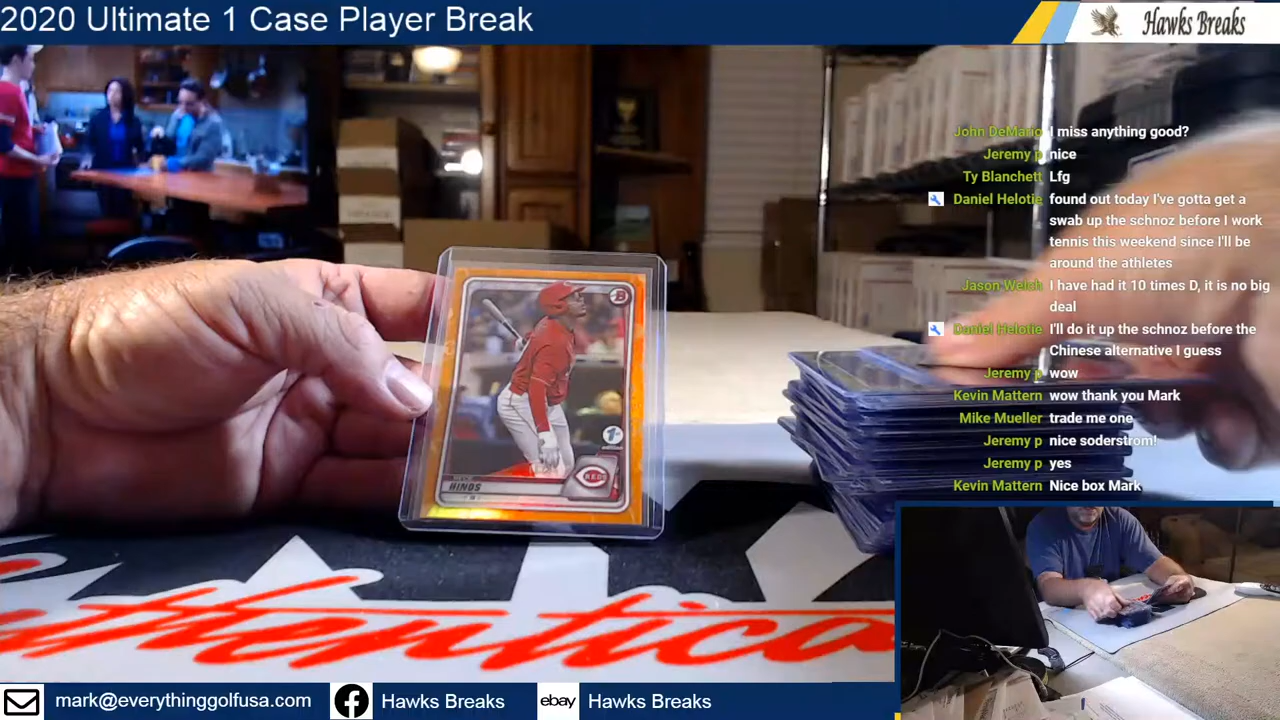 2020 Ultimate 1 Case Player Break
Hawks Breaks
John DeMario I miss anything good?
Jeremy p nice
Ty Blanchett Lfg
Daniel Helotie found out today I've gotta get a
swab up the schnoz before I work
tennis this weekend since I'll be
around the athletes
Jason Welch I have had it 10 times D, it is no big
deal
Daniel Helotie I'll do it up the schnoz before the
Chinese alternative I guess
Jeremy p wow
Kevin Mattern wow thank you Mark
Mike Mueller trade me one
Jeremy p nice soderstrom!
Jeremy p yes
Kevin Mattern Nice box Mark
B
1st
HINDS
REDS
uthentica
mark@everythinggolfusa.com
Hawks Breaks
ebay
Hawks Breaks